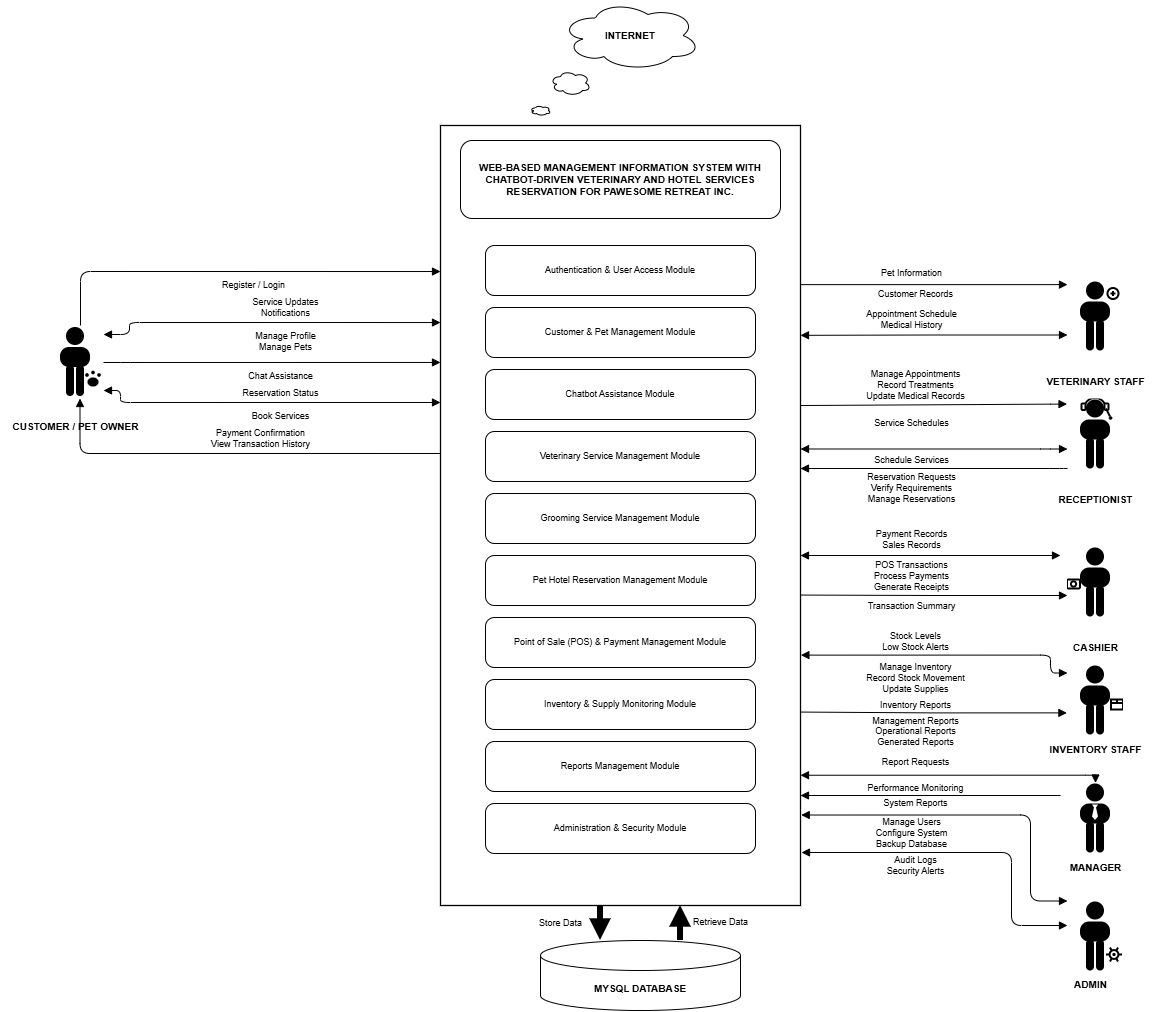 INTERNET
WEB-BASED MANAGEMENT INFORMATION SYSTEM WITH
CHATBOT-DRIVEN VETERINARY AND HOTEL SERVICES
RESERVATION FOR PAWESOME RETREAT INC.
Authentication & User Access Module
Customer & Pet Management Module
Chatbot Assistance Module
Veterinary Service Management Module
Grooming Service Management Module
Pet Hotel Reservation Management Module
Point of Sale (POS) & Payment Management Module
Inventory & Supply Monitoring Module
Reports Management Module
Administration & Security Module
Register / Login
Service Updates
Notifications
Manage Profile
Manage Pets
Chat Assistance
Reservation Status
Book Services
Payment Confirmation
View Transaction History
CUSTOMER / PET OWNER
Pet Information
Customer Records
Appointment Schedule
Medical History
VETERINARY STAFF
Manage Appointments
Record Treatments
Update Medical Records
Service Schedules
Schedule Services
Reservation Requests
Verify Requirements
Manage Reservations
RECEPTIONIST
Payment Records
Sales Records
POS Transactions
Process Payments
Generate Receipts
Transaction Summary
CASHIER
Stock Levels
Low Stock Alerts
Manage Inventory
Record Stock Movement
Update Supplies
Inventory Reports
INVENTORY STAFF
Management Reports
Operational Reports
Generated Reports
Report Requests
Performance Monitoring
MANAGER
System Reports
Manage Users
Configure System
Backup Database
Audit Logs
Security Alerts
ADMIN
Store Data
Retrieve Data
MYSQL DATABASE